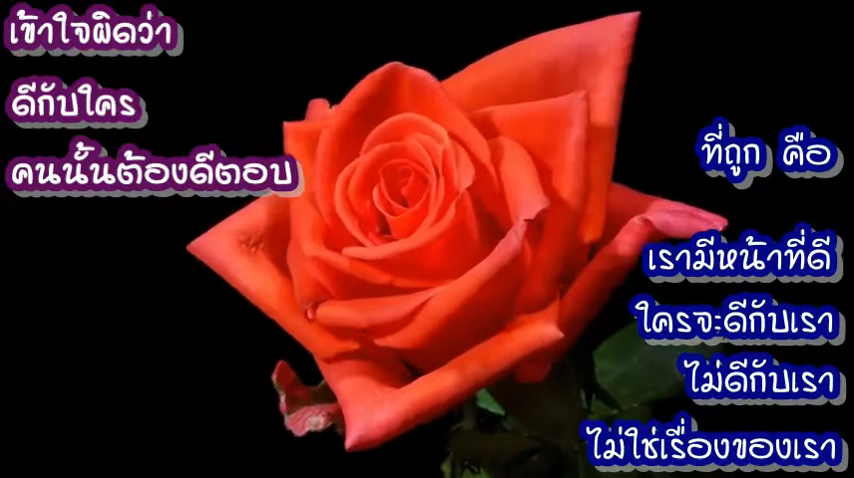 เข้าใจผิดว่า
ดีกับใคร
คนนั้นต้องดีตอบ
ที่ถูก คือ
เรามีหน้าที่ดี
ใครจะดีกับเรา
ไม่ดีกับเรา
ไม่ใช่เรื่องของเรา